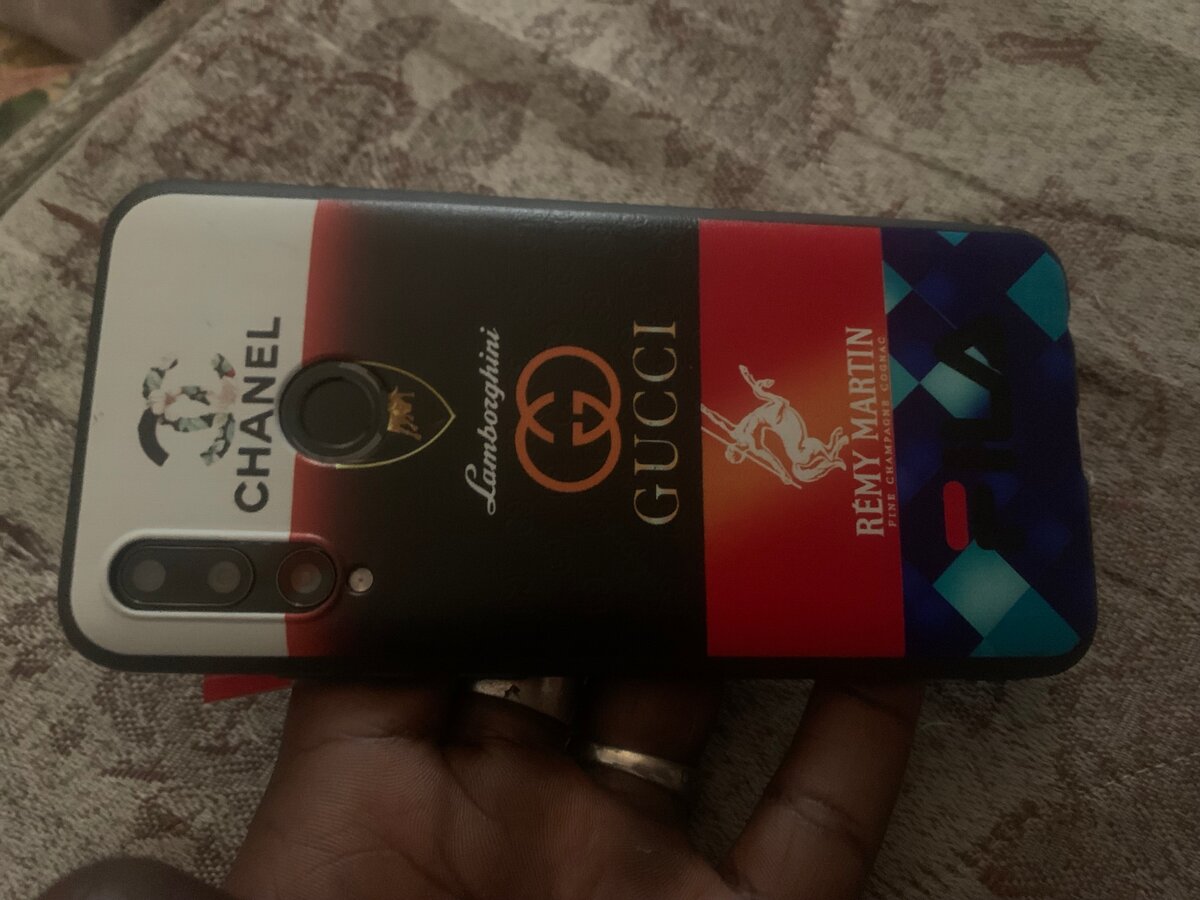 CHANEL
Lamborghini
GUCCI
RÉMY MARTIN
FINE CHAMPAGNE COGNAC
FILA